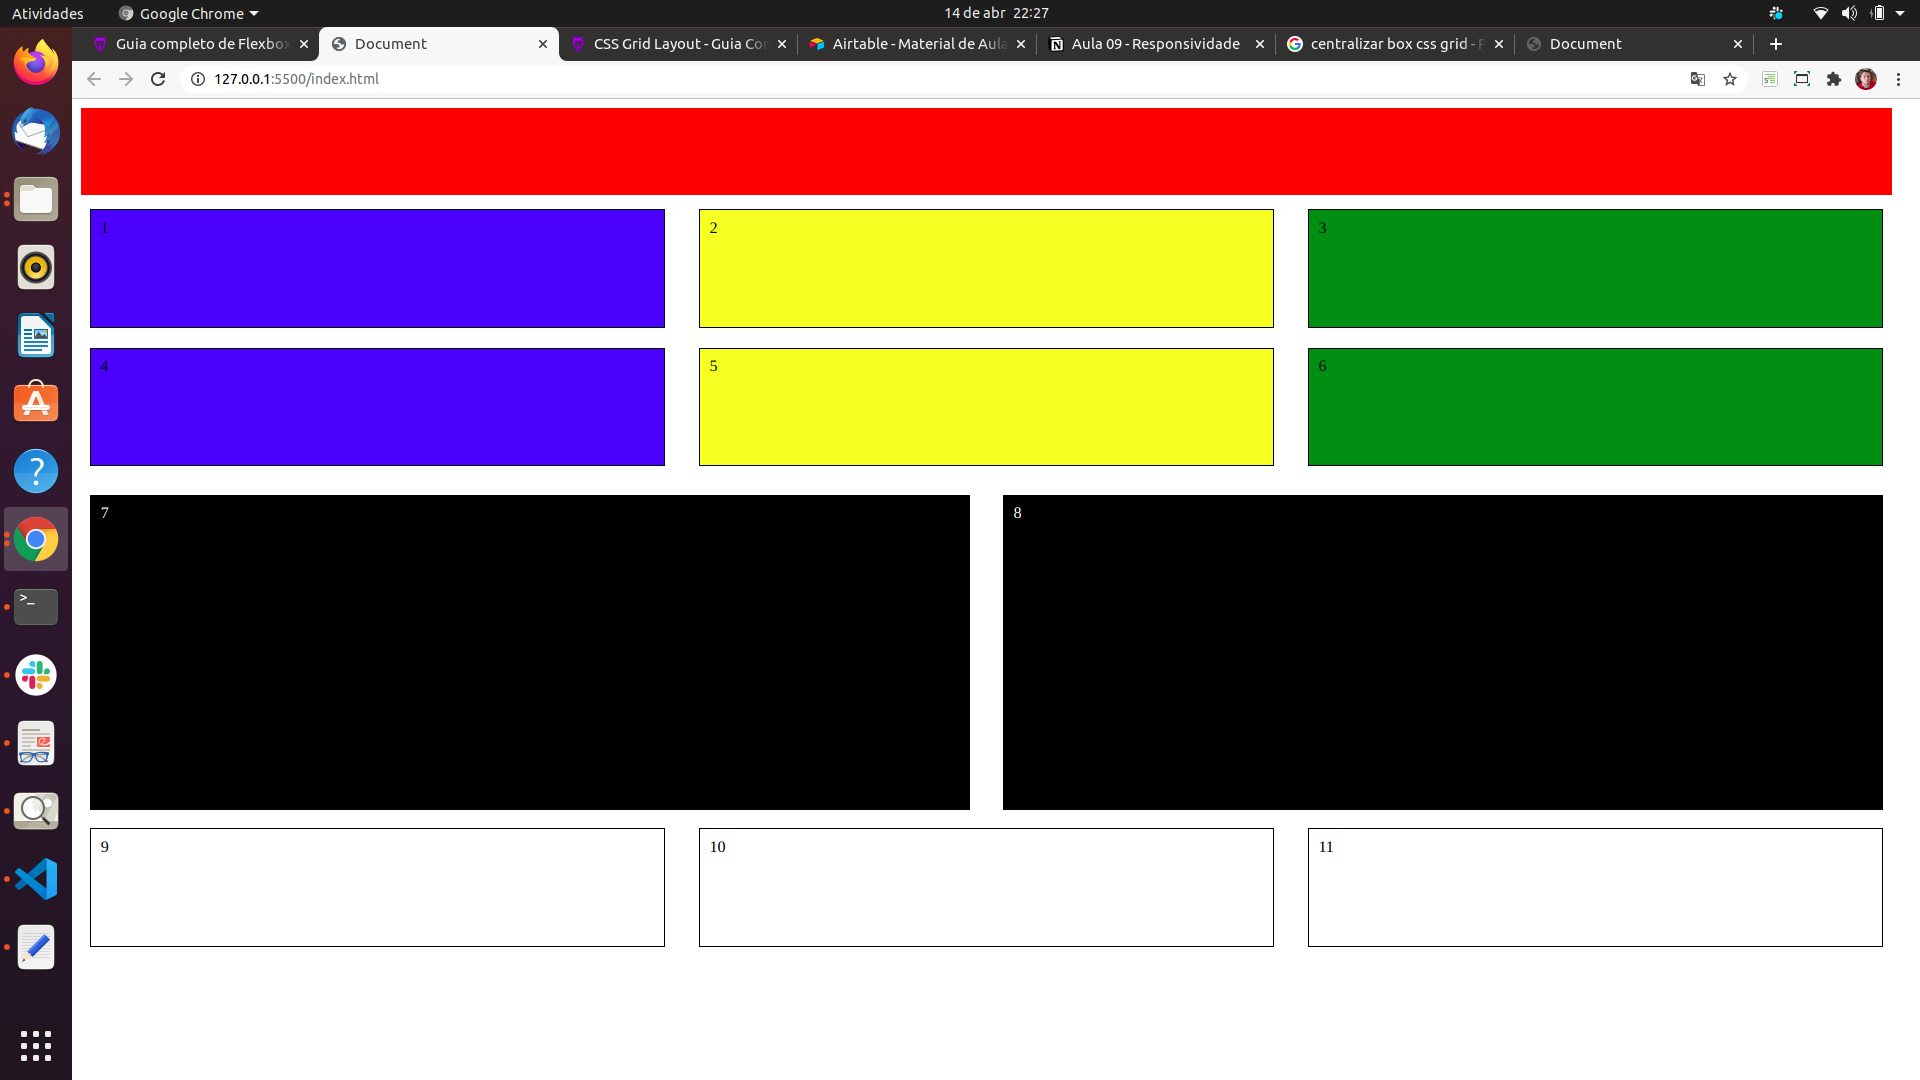 Atividades
Google Chrome
14 de abr 22:27
Guia completo de Flexbox
Document
CSS Grid Layout - Guia Co
Airtable - Material de Aula
Aula 09 - Responsividade
centralizar box css grid - P
Document
127.0.0.1:5500/index.html
1
2
3
4
5
6
7
8
9
10
11